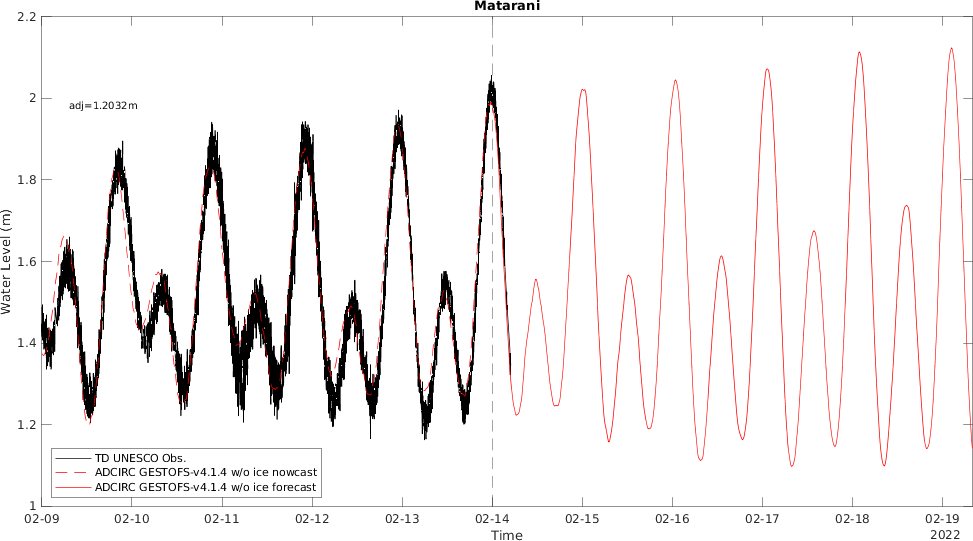 Matarani
2.2
2
1.8
1.6
1.4
1.2
1
Water Level (m)
adj=1.2032m
TD UNESCO Obs.
ADCIRC GESTOFS-v4.1.4 w/o ice nowcast
ADCIRC GESTOFS-v4.1.4 w/o ice forecast
02-09 02-10 02-11 02-12 02-13 02-14 02-15 02-16 02-17 02-18 02-19
Time 2022